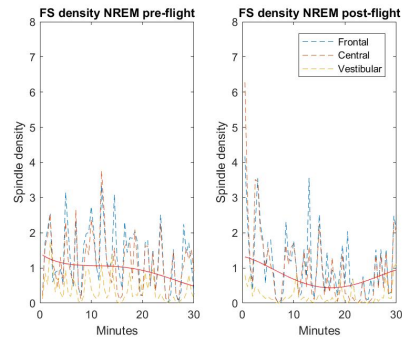 FS density NREM pre-flight
8
7
6
5
4
3
2
1
0
Spindle density
0 10 20 30
Minutes
FS density NREM post-flight
Frontal
Central
Vestibular
8
7
6
5
4
3
2
1
0
Spindle density
0 10 20 30
Minutes